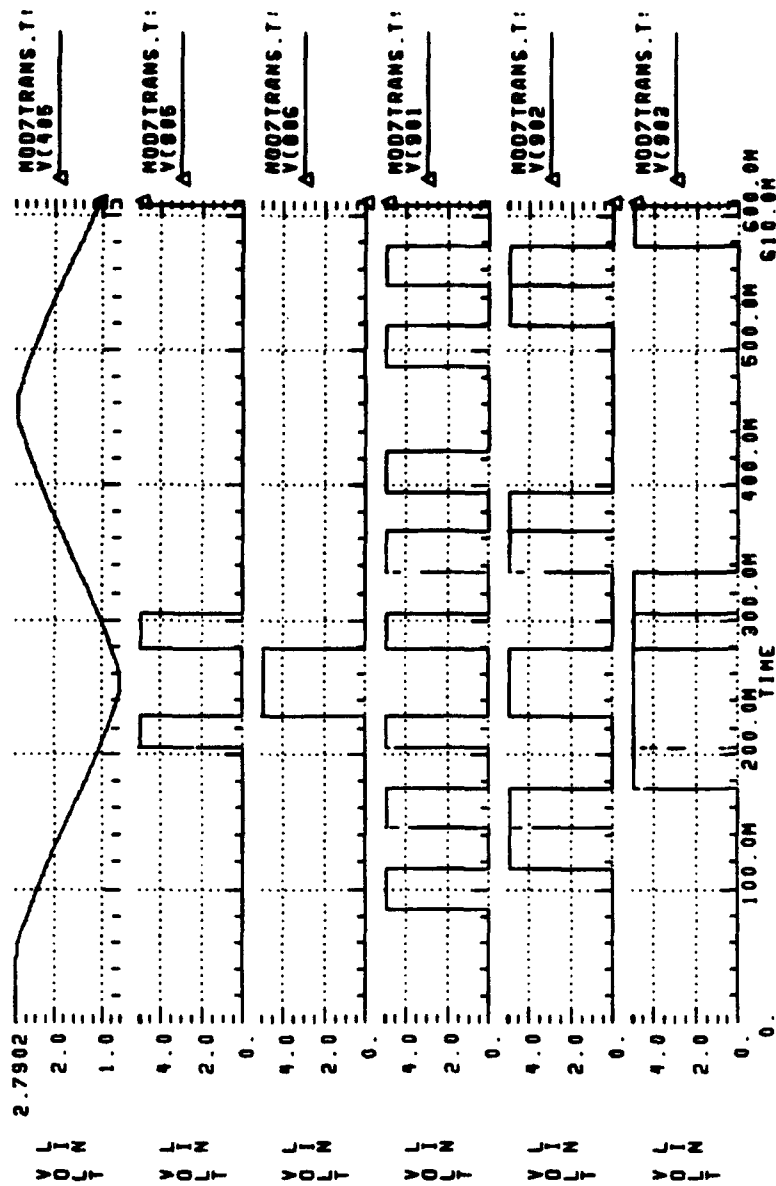 MOD7TRANS.T:
V(405
VOLT LIN
2.7902
2.0
1.0
MOD7TRANS.T:
V(805
VOLT LIN
4.0
2.0
0.
MOD7TRANS.T:
V(806
VOLT LIN
4.0
2.0
0.
MOD7TRANS.T:
V(901
VOLT LIN
4.0
2.0
0.
MOD7TRANS.T:
V(902
VOLT LIN
4.0
2.0
0.
MOD7TRANS.T:
V(903
VOLT LIN
4.0
2.0
0.
0. 100.0M 200.0M 300.0M 400.0M 500.0M 600.0M
TIME 610.0M